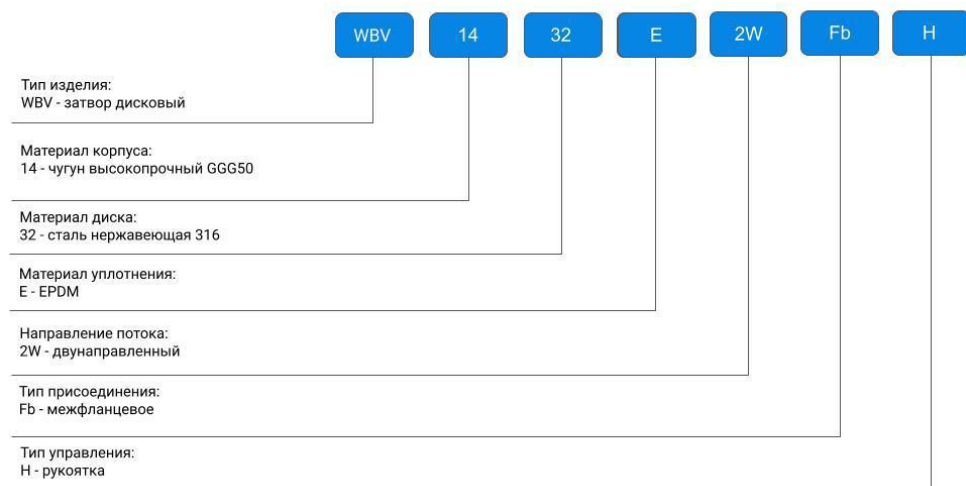 WBV 14 32 E 2W Fb H
Тип изделия:
WBV - затвор дисковый
Материал корпуса:
14 - чугун высокопрочный GGG50
Материал диска:
32 - сталь нержавеющая 316
Материал уплотнения:
E - EPDM
Направление потока:
2W - двунаправленный
Тип присоединения:
Fb - межфланцевое
Тип управления:
H - рукоятка